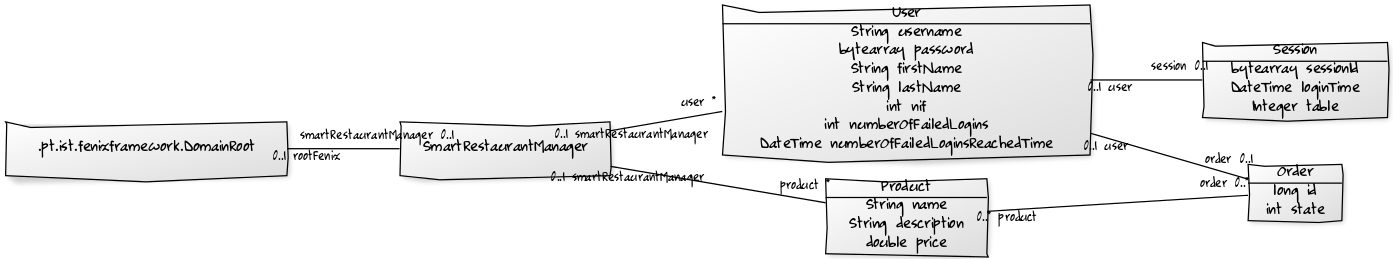 User
String username
bytearray password
String firstName
String lastName
int nif
int numberOfFailedLogins
DateTime numberOfFailedLoginsReachedTime
Session
bytearray sessionId
DateTime loginTime
Integer table
session 0..1
0..1 user
user *
0..1 smartRestaurantManager
smartRestaurantManager 0..1
.pt.ist.fenixframework.DomainRoot
0..1 rootFenix
SmartRestaurantManager
0..1 smartRestaurantManager
0..1 user
order 0..1
order 0..*
Order
long id
int state
product *
Product
String name
String description
double price
0..* product